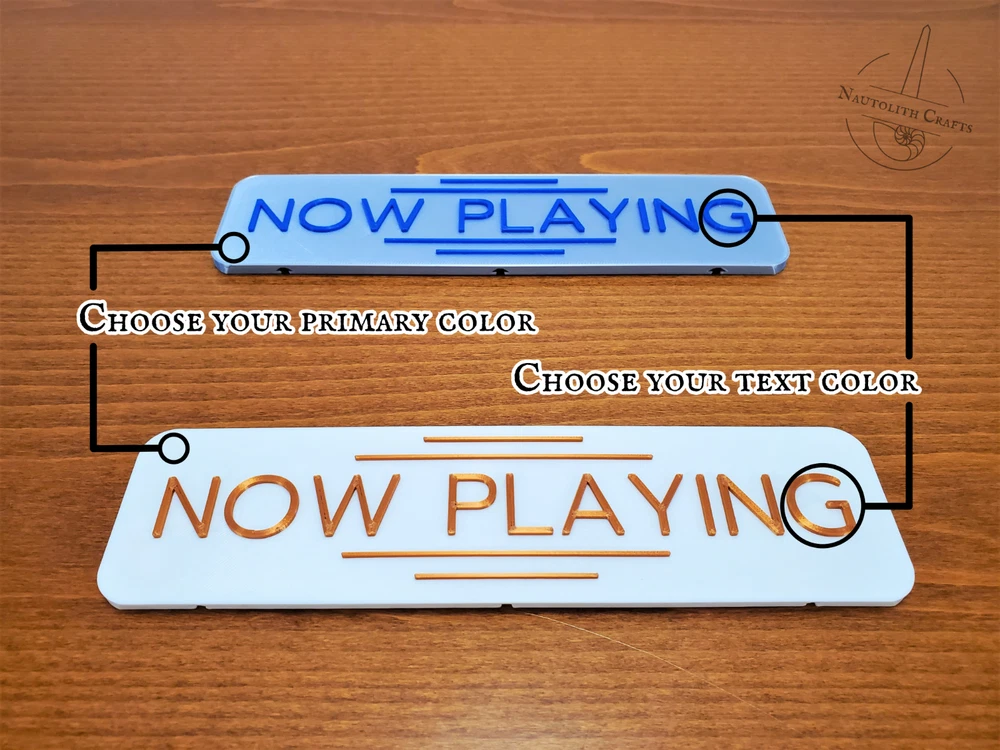 Nautolith Crafts
NOW PLAYING
Choose your primary color
Choose your text color
NOW PLAYING